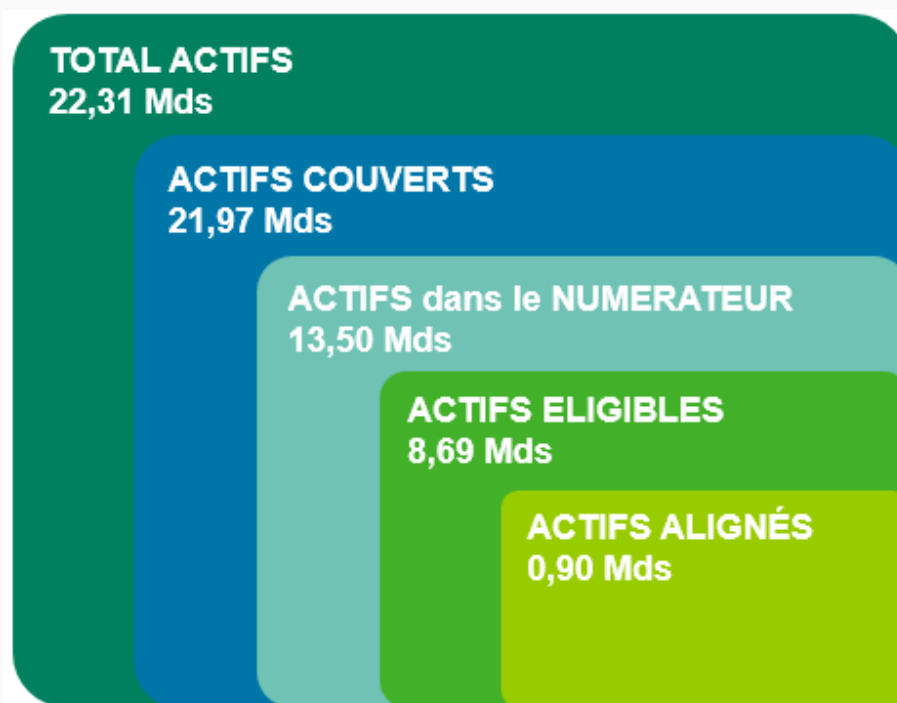 TOTAL ACTIFS
22,31 Mds
ACTIFS COUVERTS
21,97 Mds
ACTIFS dans le NUMERATEUR
13,50 Mds
ACTIFS ELIGIBLES
8,69 Mds
ACTIFS ALIGNÉS
0,90 Mds